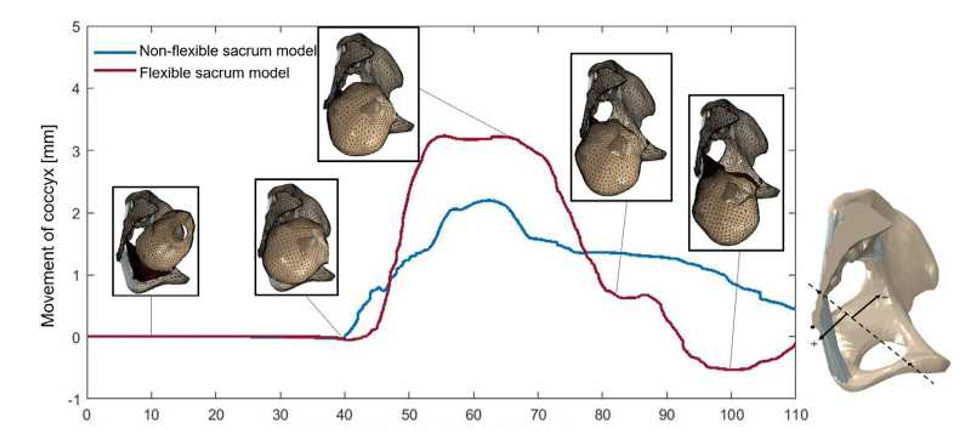 5
4
3
2
1
0
-1
Movement of coccyx [mm]
Non-flexible sacrum model
Flexible sacrum model
0 10 20 30 40 50 60 70 80 90 100 110
+
-